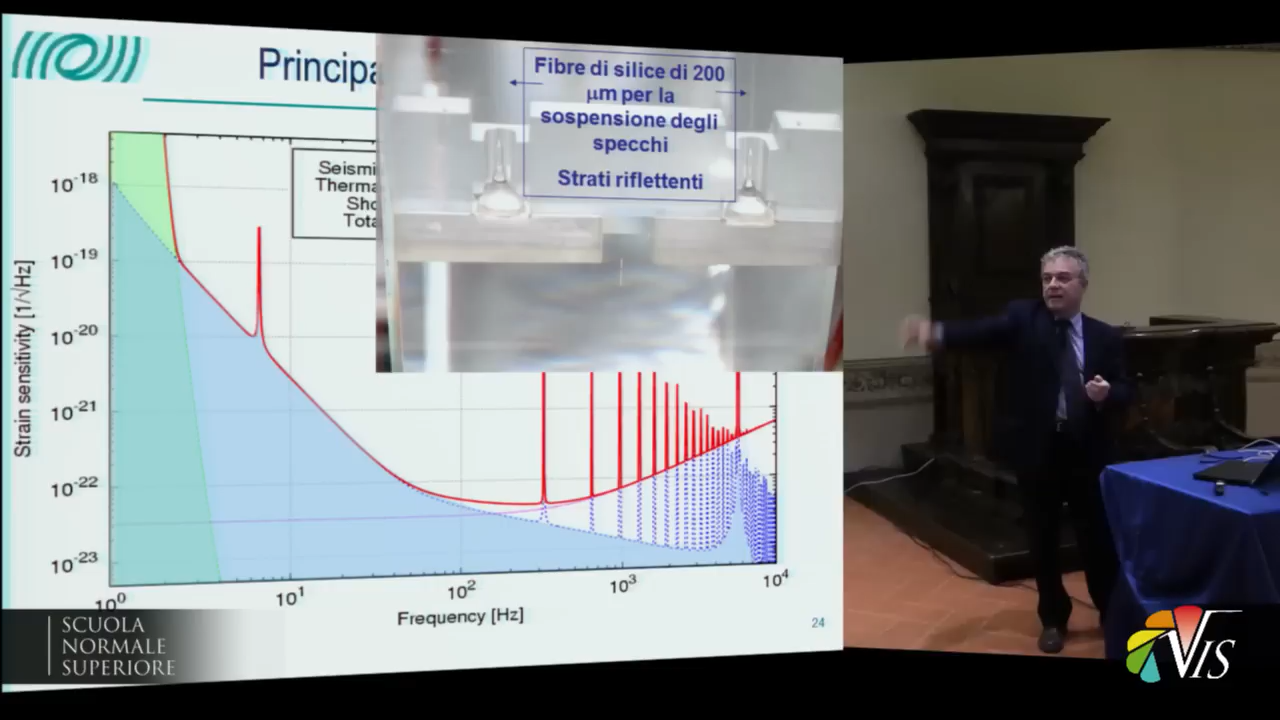 Principa
Fibre di silice di 200
μm per la
sospensione degli
specchi
Strati riflettenti
Seismi
Therma
Sho
Tota
Strain sensitivity [1/√Hz]
10-18
10-19
10-20
10-21
10-22
10-23
10⁰
10¹
10²
10³
10⁴
Frequency [Hz]
24
SCUOLA
NORMALE
SUPERIORE
VIS